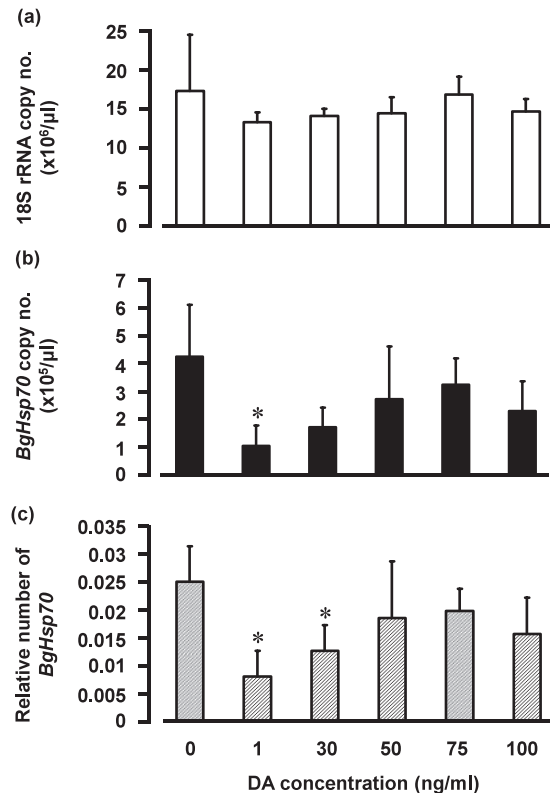 (a)
18S rRNA copy no.
(x10⁶/µl)
25
20
15
10
5
0
(b)
BgHsp70 copy no.
(x10⁵/µl)
7
6
5
4
3
2
1
0
*
(c)
Relative number of
BgHsp70
0.035
0.03
0.025
0.02
0.015
0.01
0.005
0
* *
0 1 30 50 75 100
DA concentration (ng/ml)